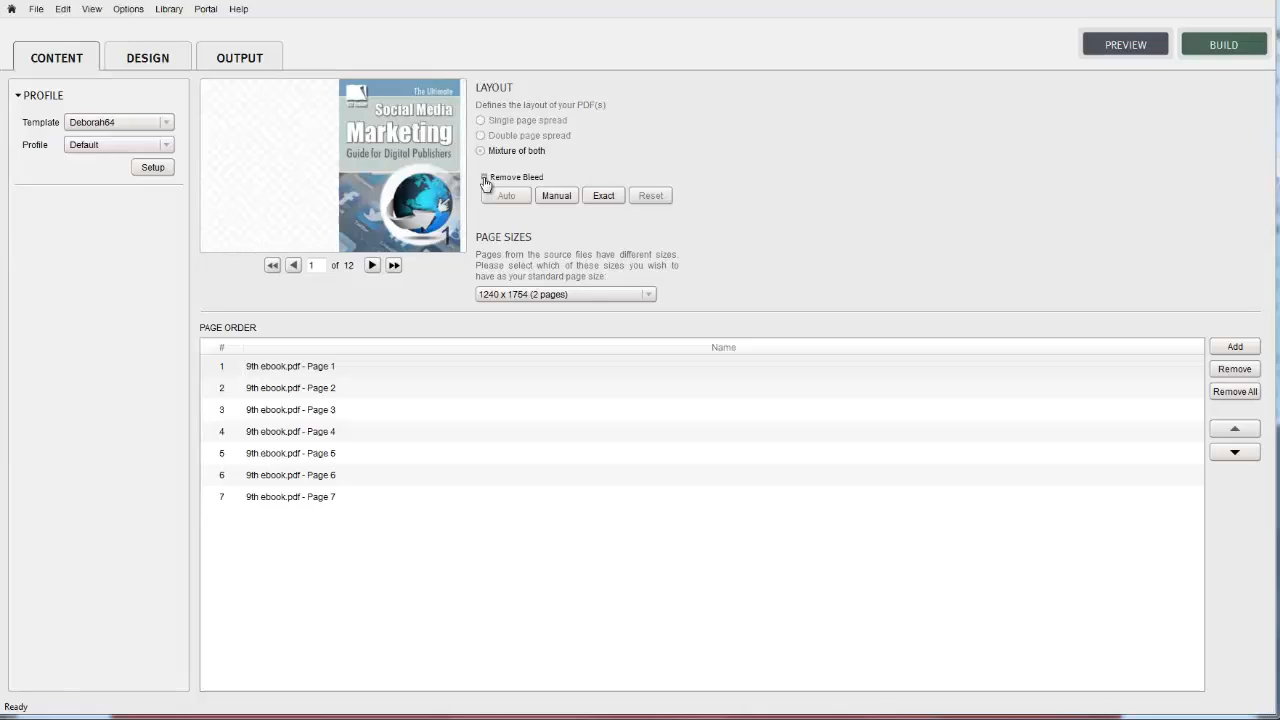 File Edit View Options Library Portal Help
CONTENT DESIGN OUTPUT PREVIEW BUILD
PROFILE
Template Deborah64
Profile Default
Setup
The Ultimate
Social Media
Marketing
Guide for Digital Publishers
1
1 of 12
LAYOUT
Defines the layout of your PDF(s)
Single page spread
Double page spread
Mixture of both
Remove Bleed
Auto Manual Exact Reset
PAGE SIZES
Pages from the source files have different sizes.
Please select which of these sizes you wish to
have as your standard page size:
1240 x 1754 (2 pages)
PAGE ORDER
# Name
1 9th ebook.pdf - Page 1
2 9th ebook.pdf - Page 2
3 9th ebook.pdf - Page 3
4 9th ebook.pdf - Page 4
5 9th ebook.pdf - Page 5
6 9th ebook.pdf - Page 6
7 9th ebook.pdf - Page 7
Add
Remove
Remove All
Ready